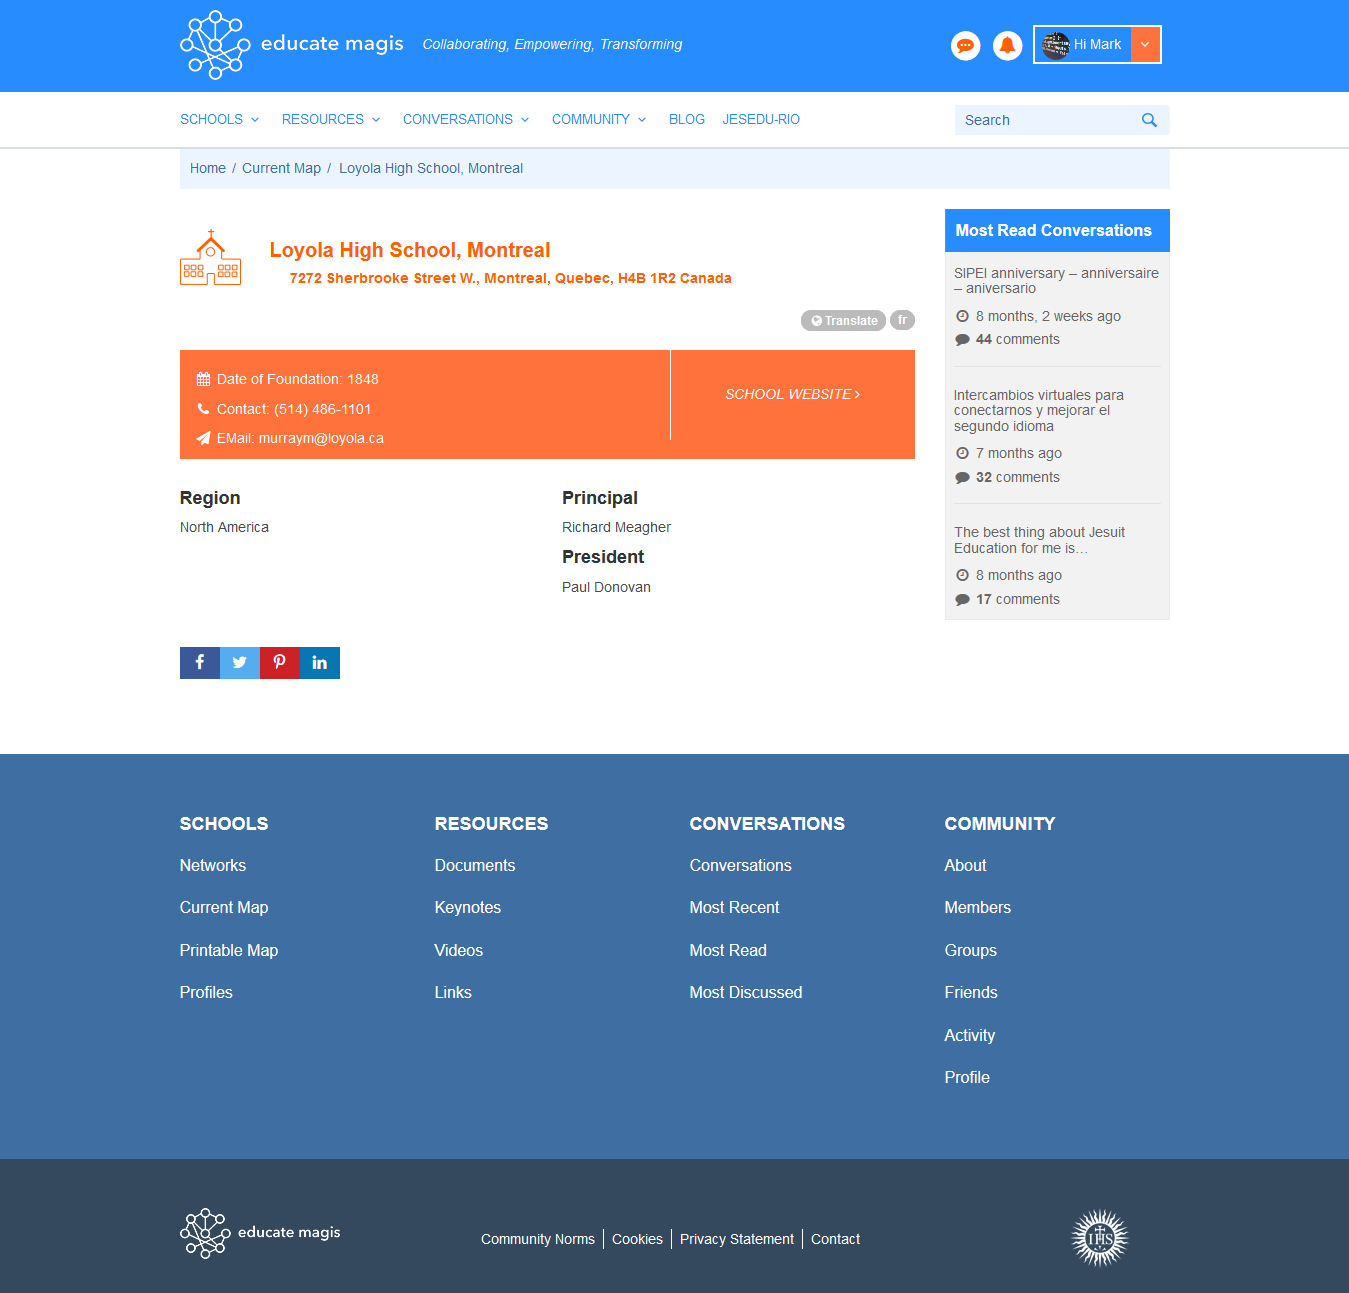 educate magis
Collaborating, Empowering, Transforming
Hi Mark
SCHOOLS
RESOURCES
CONVERSATIONS
COMMUNITY
BLOG
JESEDU-RIO
Search
Home / Current Map / Loyola High School, Montreal
Loyola High School, Montreal
7272 Sherbrooke Street W., Montreal, Quebec, H4B 1R2 Canada
Translate
fr
Date of Foundation: 1848
Contact: (514) 486-1101
EMail: murraym@loyola.ca
SCHOOL WEBSITE
Region
North America
Principal
Richard Meagher
President
Paul Donovan
Most Read Conversations
SIPEI anniversary – anniversaire
– aniversario
8 months, 2 weeks ago
44 comments
Intercambios virtuales para
conectarnos y mejorar el
segundo idioma
7 months ago
32 comments
The best thing about Jesuit
Education for me is…
8 months ago
17 comments
SCHOOLS
Networks
Current Map
Printable Map
Profiles
RESOURCES
Documents
Keynotes
Videos
Links
CONVERSATIONS
Conversations
Most Recent
Most Read
Most Discussed
COMMUNITY
About
Members
Groups
Friends
Activity
Profile
educate magis
Community Norms
Cookies
Privacy Statement
Contact
IHS